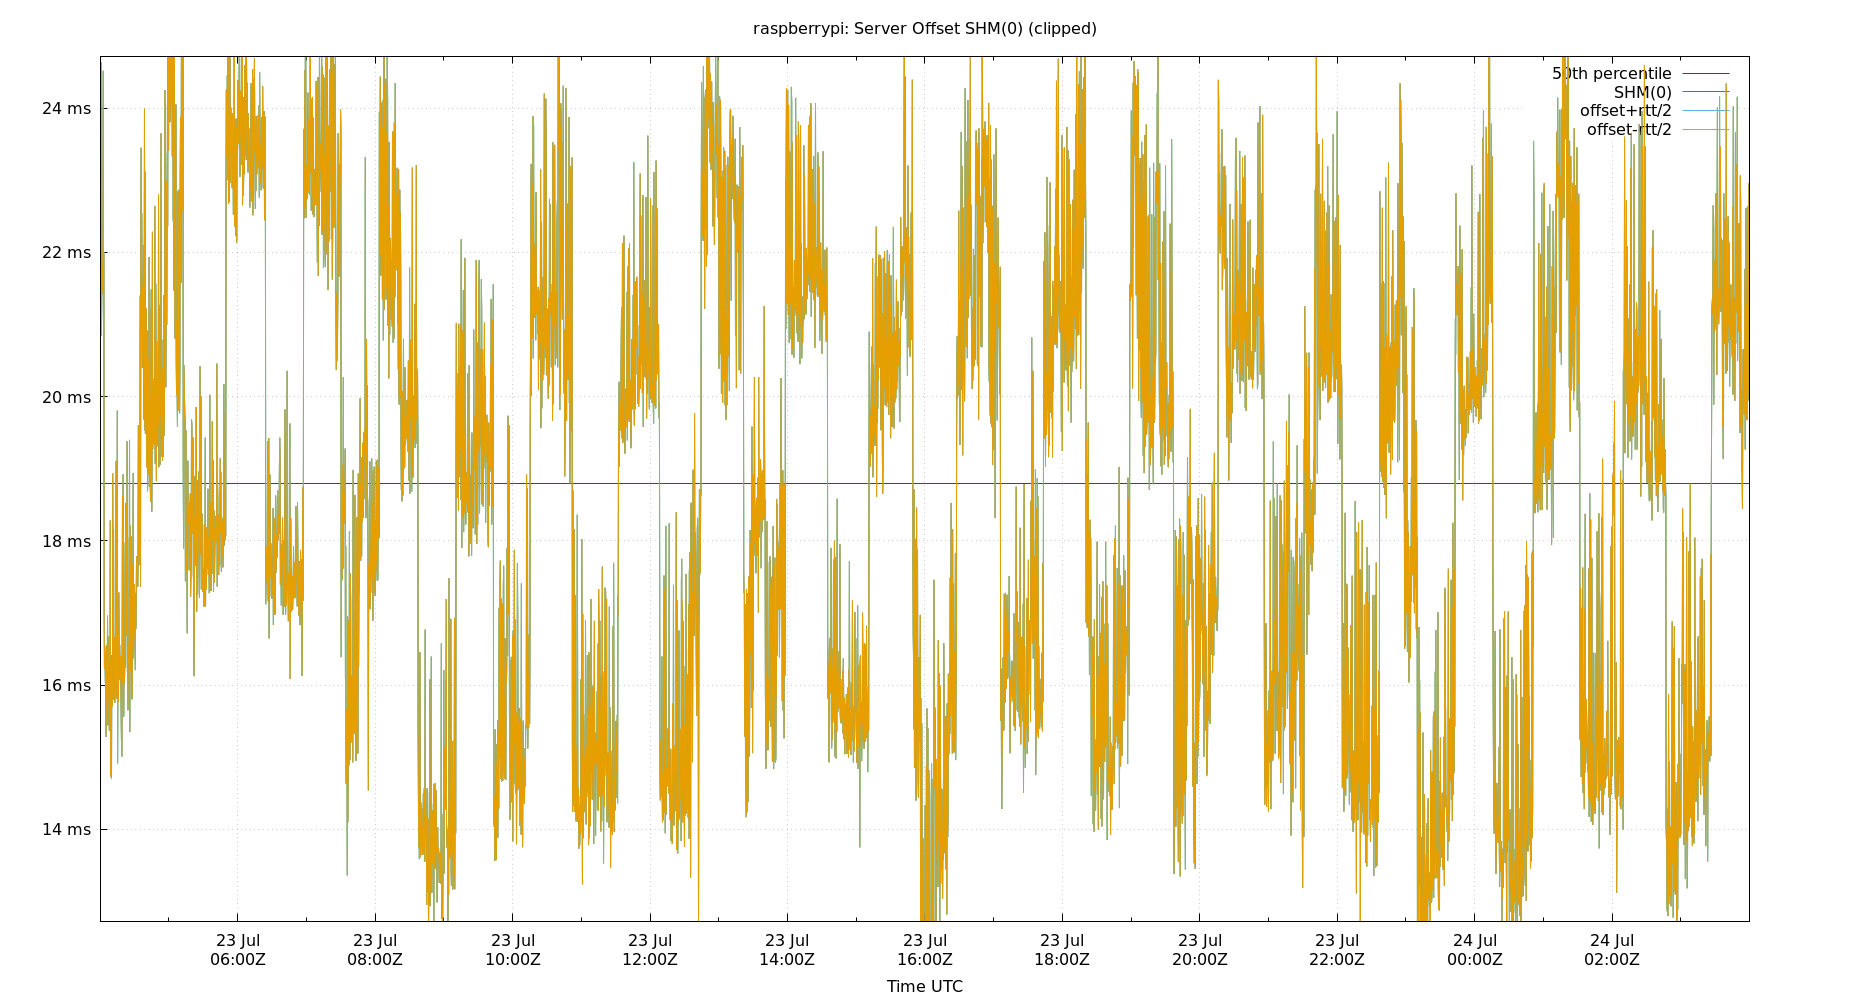 raspberrypi: Server Offset SHM(0) (clipped)
50th percentile
SHM(0)
offset+rtt/2
offset-rtt/2
24 ms
22 ms
20 ms
18 ms
16 ms
14 ms
23 Jul 23 Jul 23 Jul 23 Jul 23 Jul 23 Jul 23 Jul 23 Jul 23 Jul 24 Jul 24 Jul
06:00Z 08:00Z 10:00Z 12:00Z 14:00Z 16:00Z 18:00Z 20:00Z 22:00Z 00:00Z 02:00Z
Time UTC